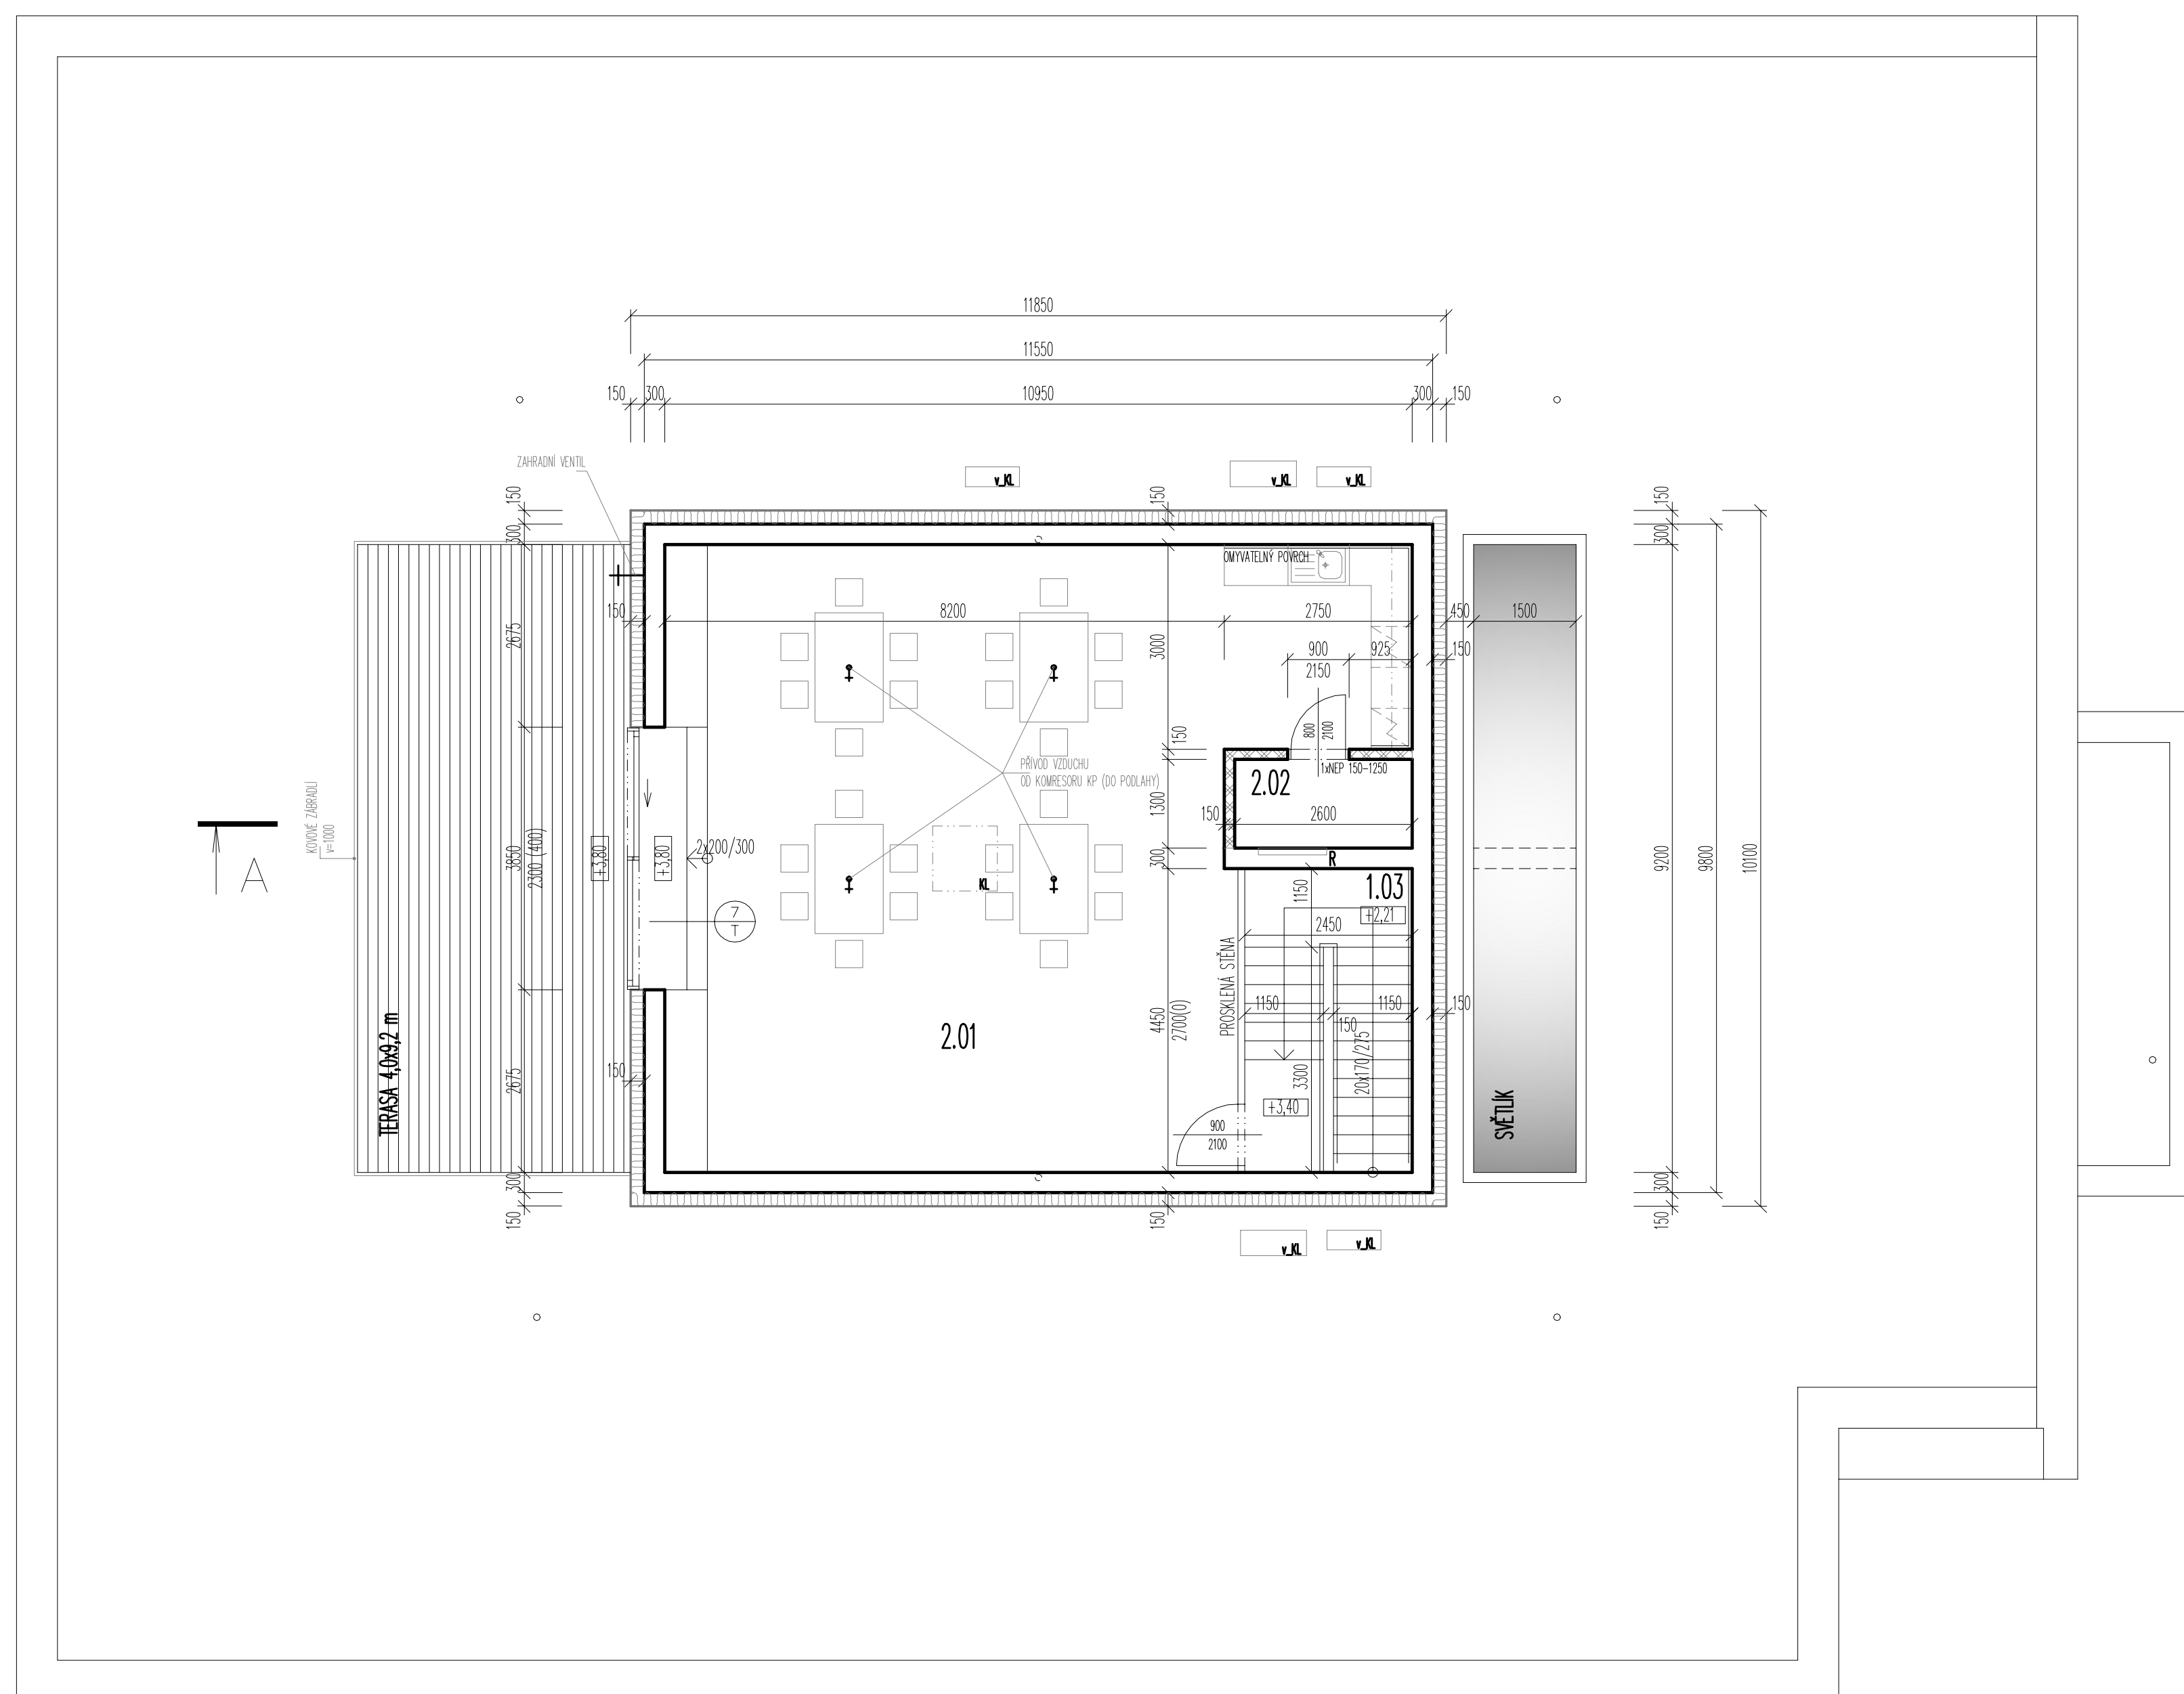 11850
11550
150
300
10950
300
150
ZAHRADNÍ VENTIL
v_KL
v_KL
v_KL
150
300
150
150
300
OMYVATELNÝ POVRCH
150
8200
2750
450
1500
2675
3000
900
925
150
2150
150
800
2100
PŘÍVOD VZDUCHU
OD KOMRESORU KP (DO PODLAHY)
1xNEP 150-1250
2.02
KOVOVÉ ZÁBRADLÍ
v=1000
1300
150
2600
A
3850
2300 (400)
+3,80
+3,80
2x200/300
300
R
9200
9800
10100
KL
1150
1.03
+2,21
7
T
2450
PROSKLENÁ STĚNA
1150
1150
150
150
4450
2700(0)
2.01
TERASA 4,0x9,2 m
20x170/275
2675
150
3300
SVĚTLÍK
+3,40
900
2100
300
150
150
300
150
v_KL
v_KL